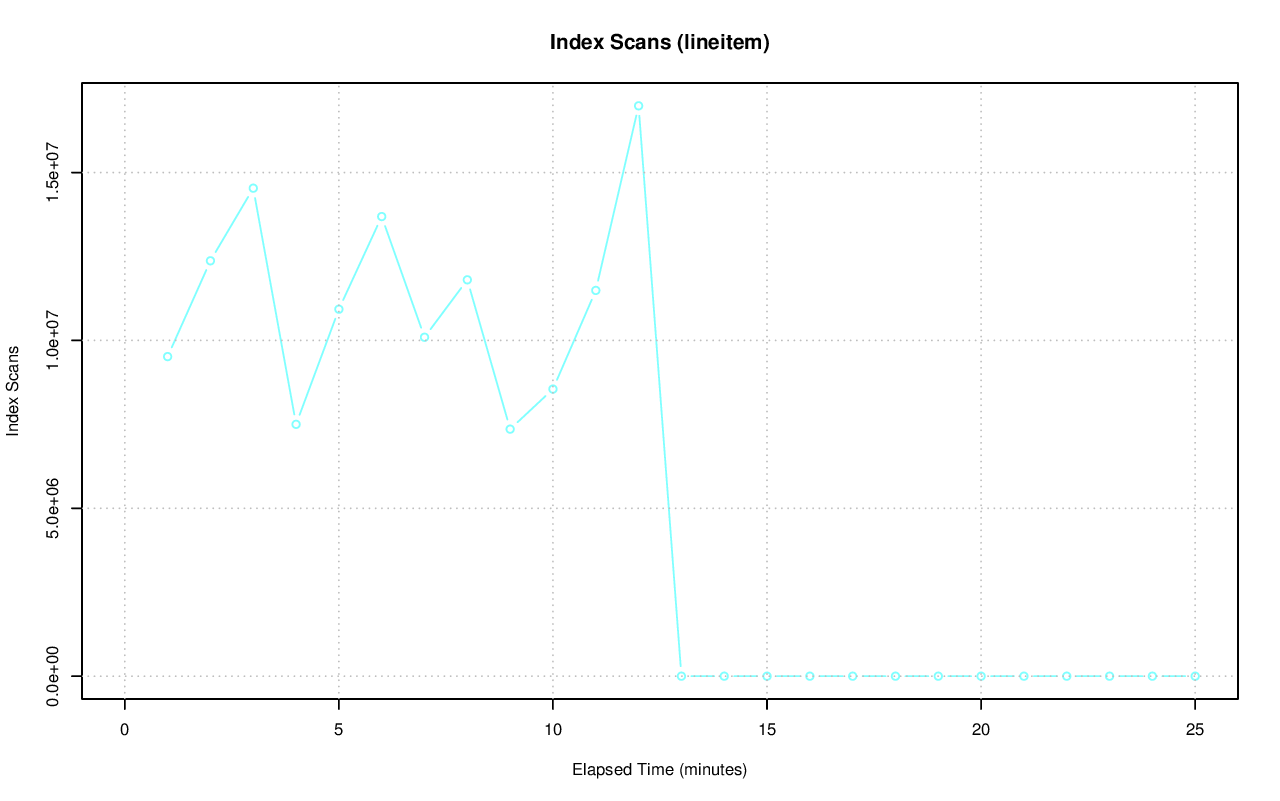 Index Scans (lineitem)
Index Scans
1.5e+07
1.0e+07
5.0e+06
0.0e+00
0 5 10 15 20 25
Elapsed Time (minutes)